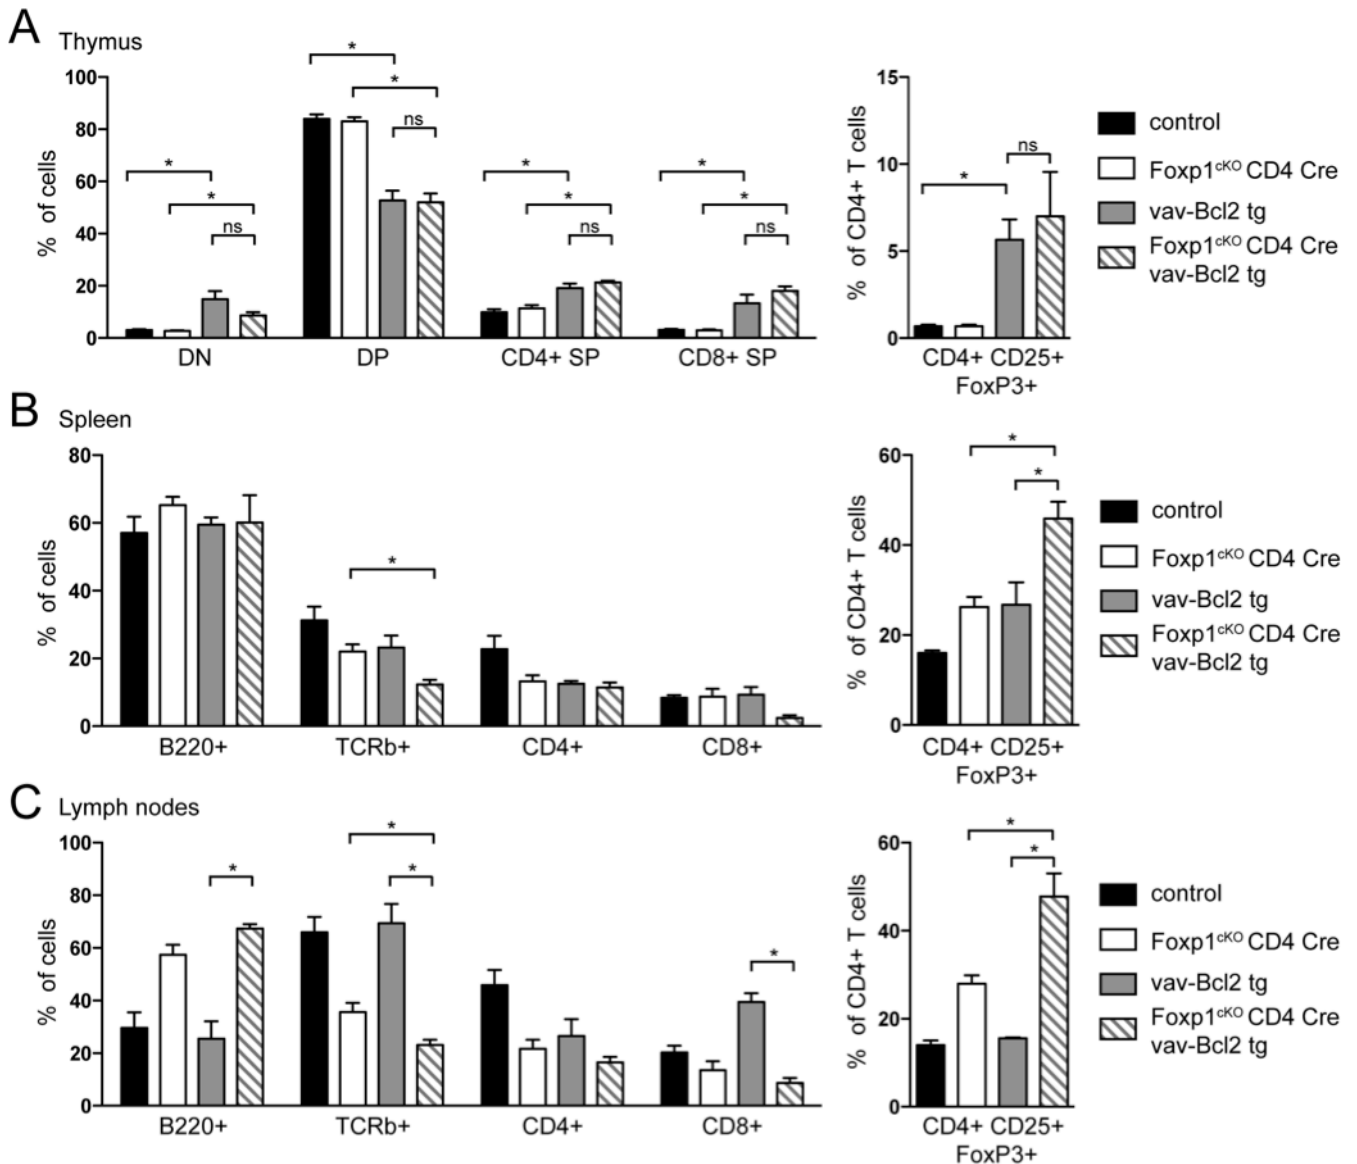 A Thymus
% of cells
100
80
60
40
20
0
*
*
ns
*
*
ns
*
*
ns
*
*
ns
DN DP CD4+ SP CD8+ SP
% of CD4+ T cells
15
10
5
0
*
ns
CD4+ CD25+
FoxP3+
control
Foxp1cKO CD4 Cre
vav-Bcl2 tg
Foxp1cKO CD4 Cre
vav-Bcl2 tg
B Spleen
% of cells
80
60
40
20
0
*
B220+ TCRb+ CD4+ CD8+
% of CD4+ T cells
60
40
20
0
*
*
CD4+ CD25+
FoxP3+
control
Foxp1cKO CD4 Cre
vav-Bcl2 tg
Foxp1cKO CD4 Cre
vav-Bcl2 tg
C Lymph nodes
% of cells
100
80
60
40
20
0
*
*
*
*
B220+ TCRb+ CD4+ CD8+
% of CD4+ T cells
60
40
20
0
*
*
CD4+ CD25+
FoxP3+
control
Foxp1cKO CD4 Cre
vav-Bcl2 tg
Foxp1cKO CD4 Cre
vav-Bcl2 tg